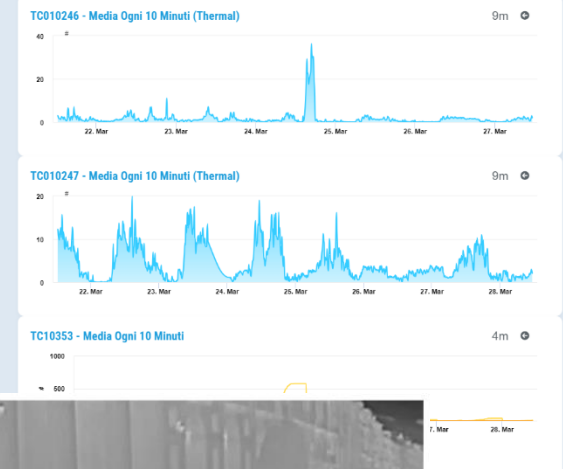 TC010246 - Media Ogni 10 Minuti (Thermal)
9m
40
#
20
0
22. Mar 23. Mar 24. Mar 25. Mar 26. Mar 27. Mar
TC010247 - Media Ogni 10 Minuti (Thermal)
9m
20
#
10
0
22. Mar 23. Mar 24. Mar 25. Mar 26. Mar 27. Mar 28. Mar
TC10353 - Media Ogni 10 Minuti
4m
1000
500
7. Mar 28. Mar